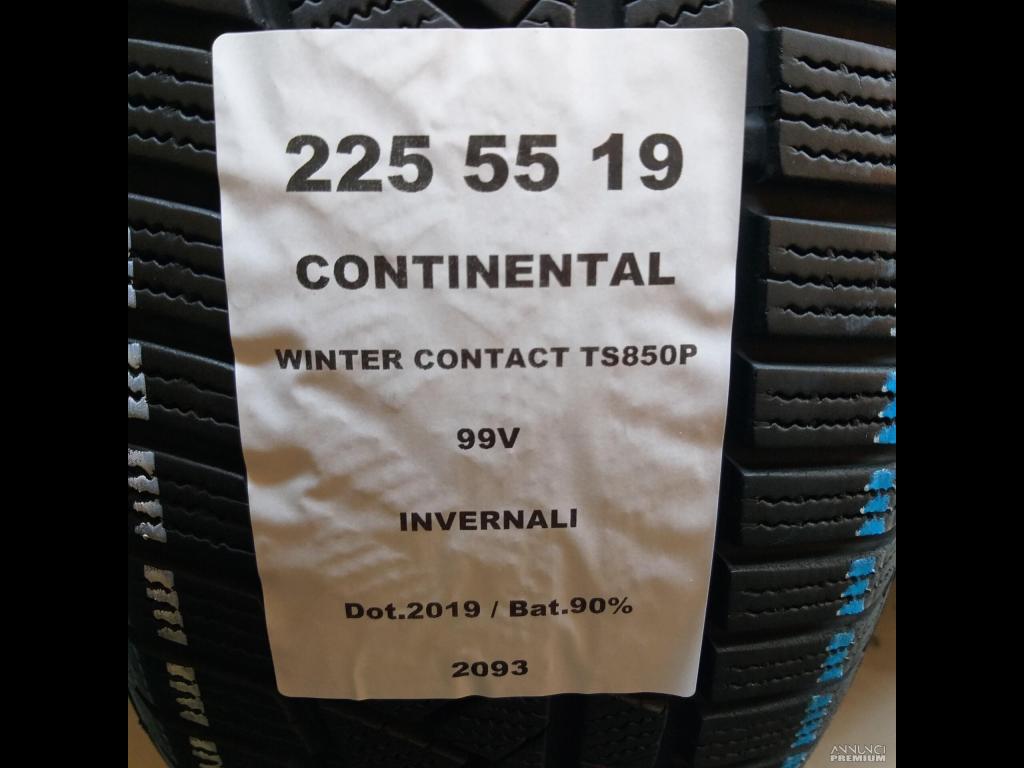 225 55 19
CONTINENTAL
WINTER CONTACT TS850P
99V
INVERNALI
Dot.2019 / Bat.90%
2093
ANNUNCI
PREMIUM